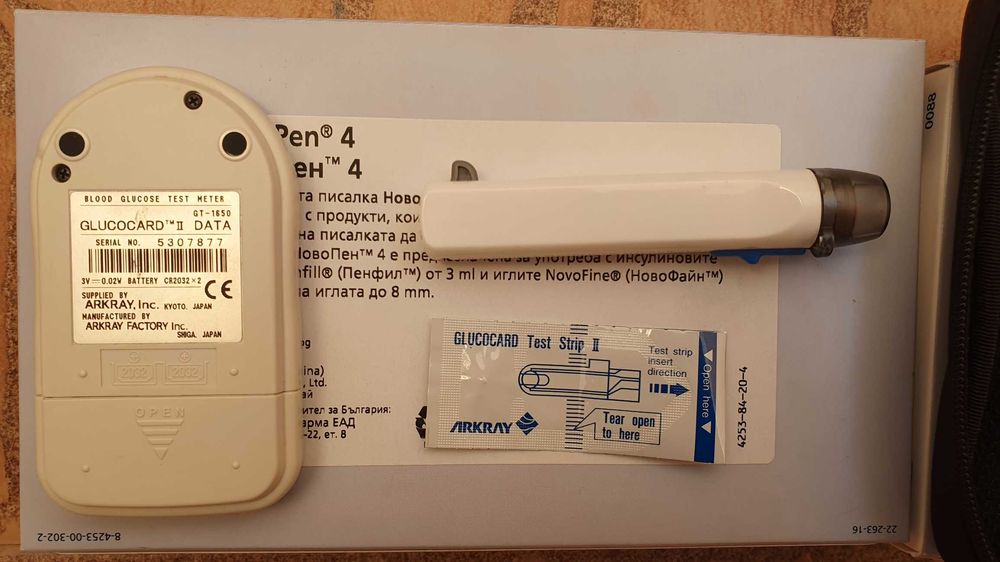 BLOOD GLUCOSE TEST METER
GT-1650
GLUCOCARD™ II DATA
SERIAL NO. 5307877
3V 0.02W BATTERY CR2032×2
SUPPLIED BY
ARKRAY, Inc. KYOTO, JAPAN
CE
MANUFACTURED BY
ARKRAY FACTORY Inc.
SHIGA, JAPAN
2032 2032
OPEN
Pen® 4
ен™ 4
та писалка Ново
с продукти, кои
на писалката да
НовоПен™ 4 е предназначена за употреба с инсулиновите
nfill® (Пенфил™) от 3 ml и иглите NovoFine® (НовоФайн™)
на иглата до 8 mm.
ina)
, Ltd.
ай
ител за България:
арма ЕАД
-22, ет. 8
GLUCOCARD Test Strip II
Test strip
insert
direction
Open here
Tear open
to here
ARKRAY
4253-84-20-4
8-4253-00-302-2
22-263-16
0088